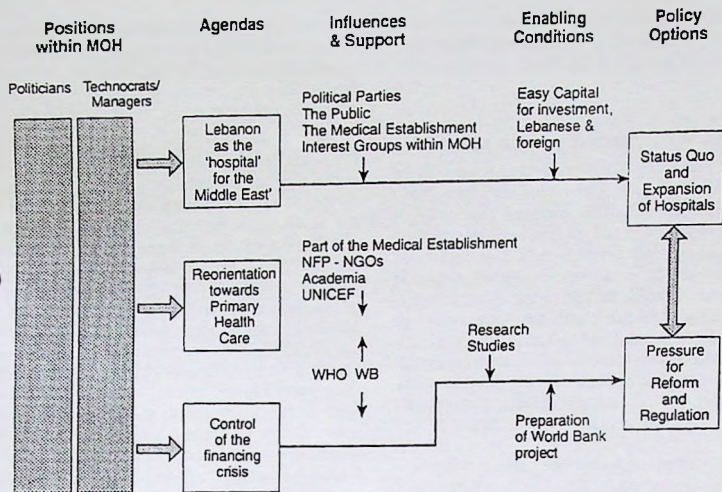 Positions
within MOH
Agendas
Influences
& Support
Enabling
Conditions
Policy
Options
Politicians
Technocrats/
Managers
Lebanon
as the
'hospital'
for the
Middle East'
Political Parties
The Public
The Medical Establishment
Interest Groups within MOH
Easy Capital
for investment,
Lebanese &
foreign
Status Quo
and
Expansion
of Hospitals
Reorientation
towards
Primary
Health
Care
Part of the Medical Establishment
NFP - NGOs
Academia
UNICEF
WHO WB
Research
Studies
Pressure
for
Reform
and
Regulation
Control
of the
financing
crisis
Preparation
of World Bank
project